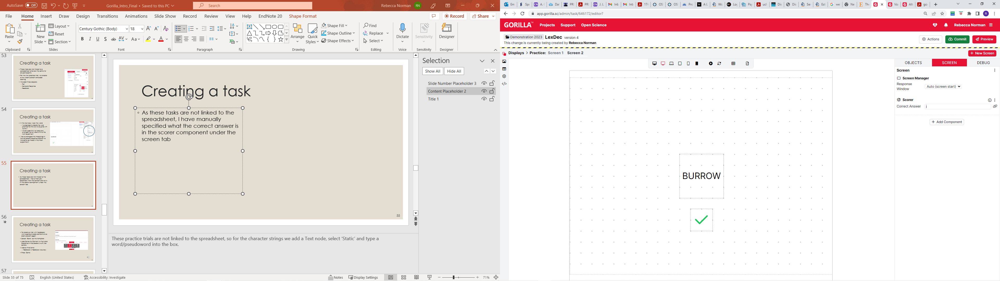 AutoSave Off
Gorilla_Intro_Final • Saved to this PC
Search
Rebecca Norman RN
File Home Insert Draw Design Transitions Animations Slide Show Record Review View Help EndNote 20 Shape Format
Record Share
Paste
New Slide
Layout
Reset
Section
Century Gothic (Body) 18
Arrange
Quick Styles
Shape Fill
Shape Outline
Shape Effects
Find
Replace
Select
Dictate
Sensitivity
Designer
Clipboard Slides Font Paragraph Drawing Editing Voice Sensitivity Designer
53
Creating a task
54
Creating a task
55
Creating a task
56
Creating a task
57
Creating a task
As these tasks are not linked to the
spreadsheet, I have manually
specified what the correct answer is
in the scorer component under the
screen tab
55
Selection
Show All Hide All
Slide Number Placeholder 3
Content Placeholder 2
Title 1
These practice trials are not linked to the spreadsheet, so for the character strings we add a Text node, select ‘Static’ and type a
word/pseudoword into the box.
Slide 55 of 75 English (United States) Accessibility: Investigate Notes Display Settings 71%
app.gorilla.sc/admin/task/646172/editor?
GORILLA Projects Support Open Science Rebecca Norman
Demonstration 2023 LexDec version 4
This change is currently being created by Rebecca Norman
Actions Commit Preview
Displays > Practice: Screen 1 Screen 2
+ New Screen
OBJECTS SCREEN DEBUG
Screen
Screen Manager
Response Window Auto (screen start)
Scorer
Correct Answer j
+ Add Component
BURROW